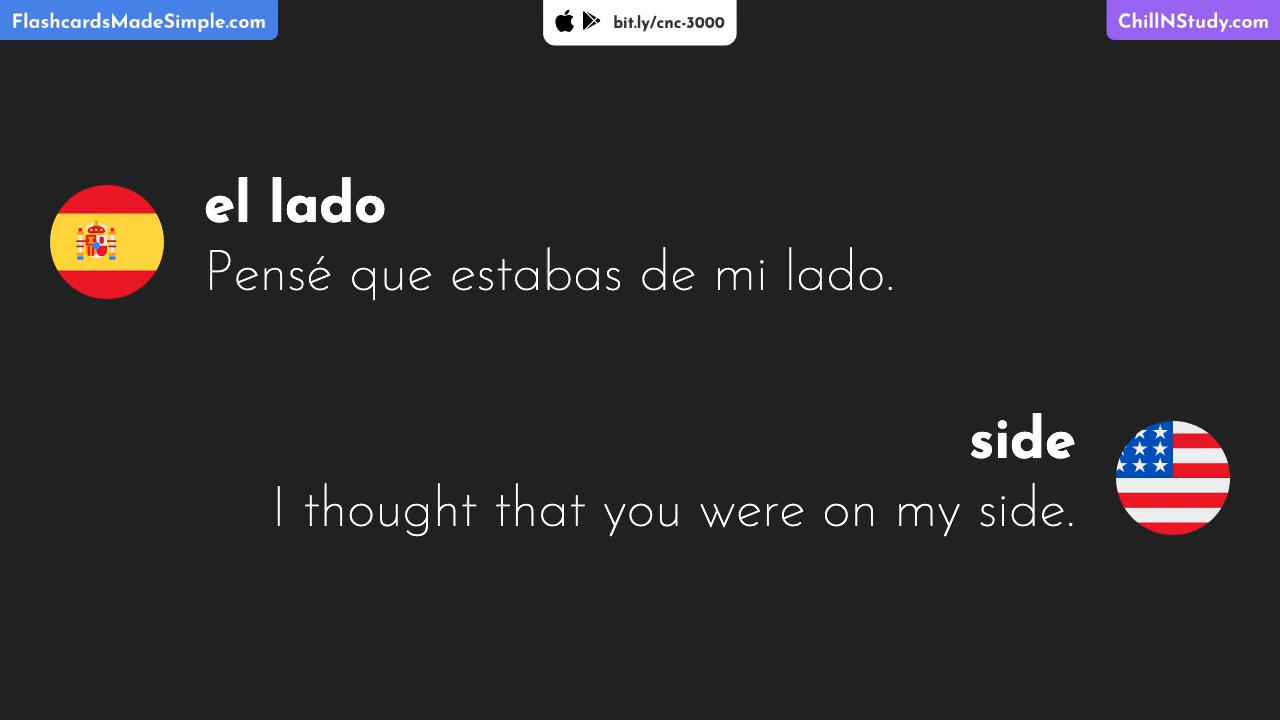 FlashcardsMadeSimple.com
bit.ly/cnc-3000
ChillNStudy.com
el lado
Pensé que estabas de mi lado.
side
I thought that you were on my side.